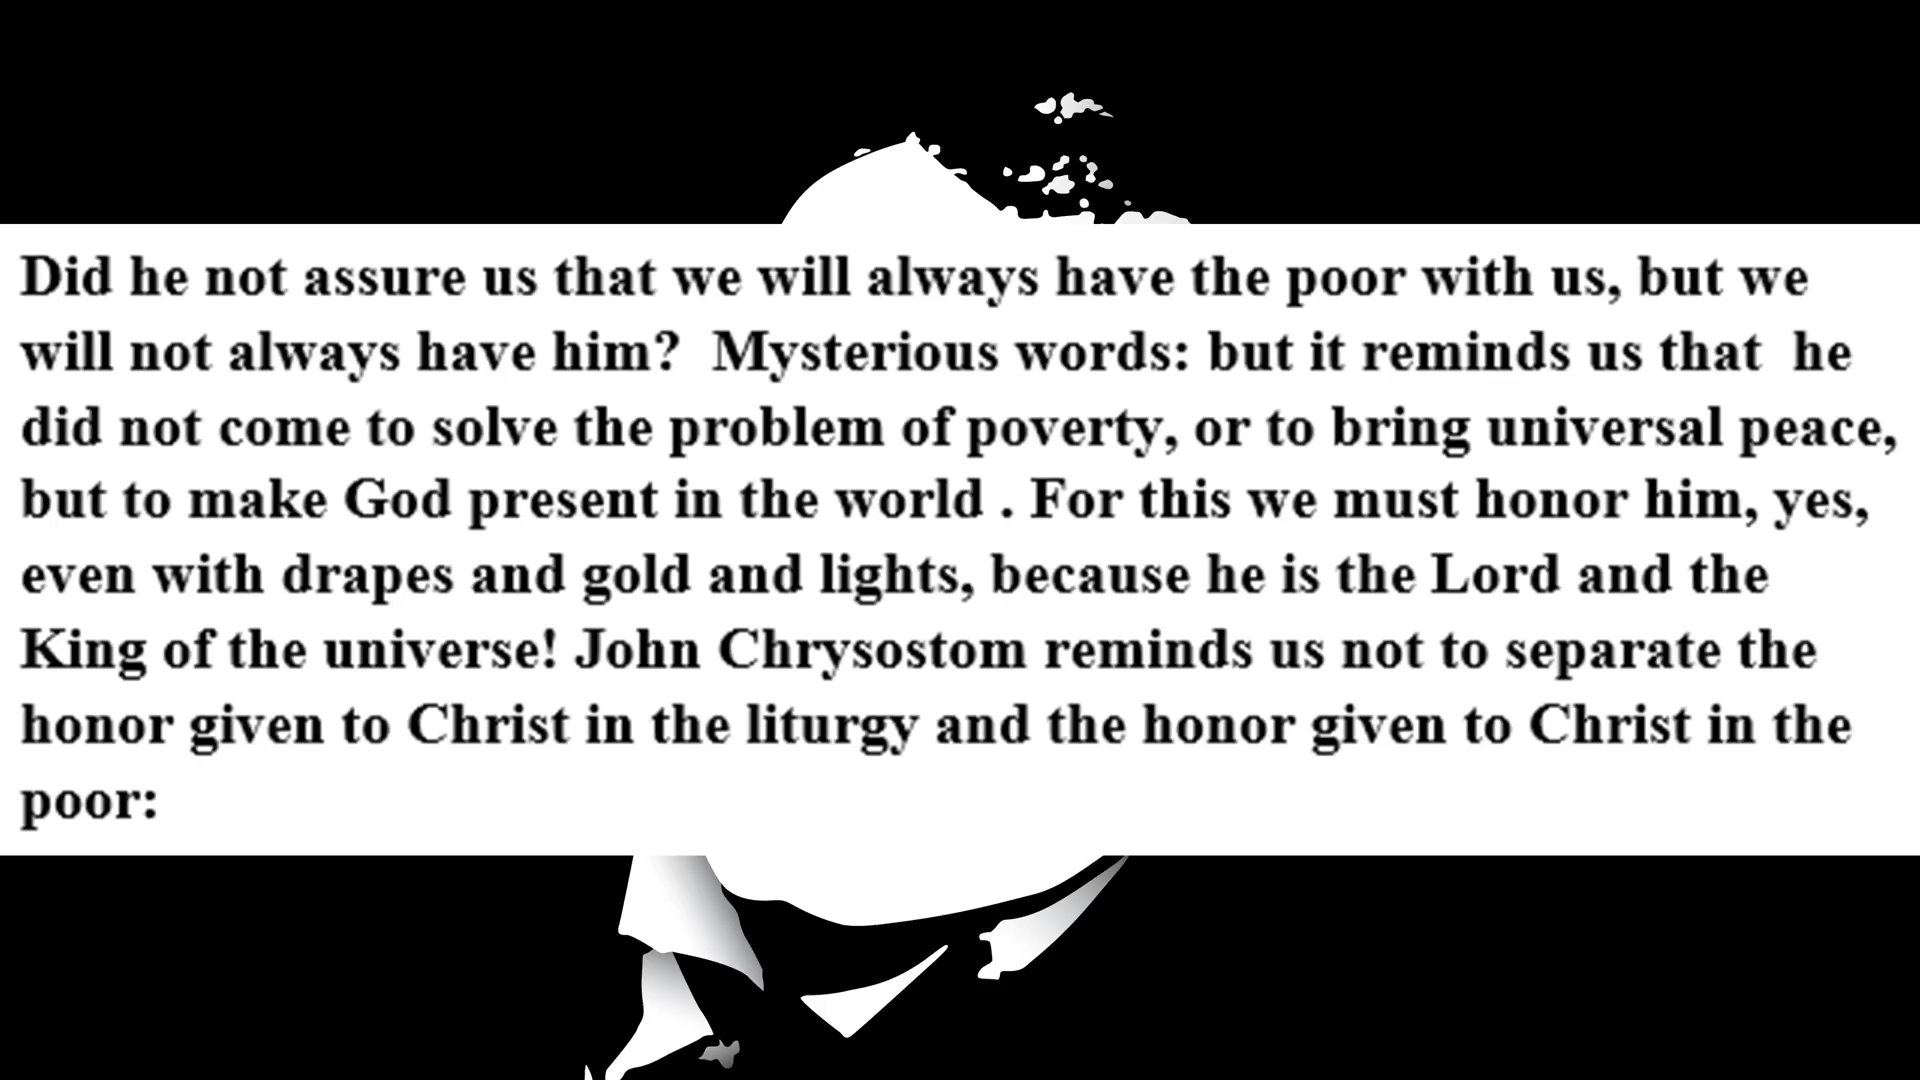 Did he not assure us that we will always have the poor with us, but we
will not always have him?  Mysterious words: but it reminds us that  he
did not come to solve the problem of poverty, or to bring universal peace,
but to make God present in the world . For this we must honor him, yes,
even with drapes and gold and lights, because he is the Lord and the
King of the universe! John Chrysostom reminds us not to separate the
honor given to Christ in the liturgy and the honor given to Christ in the
poor: